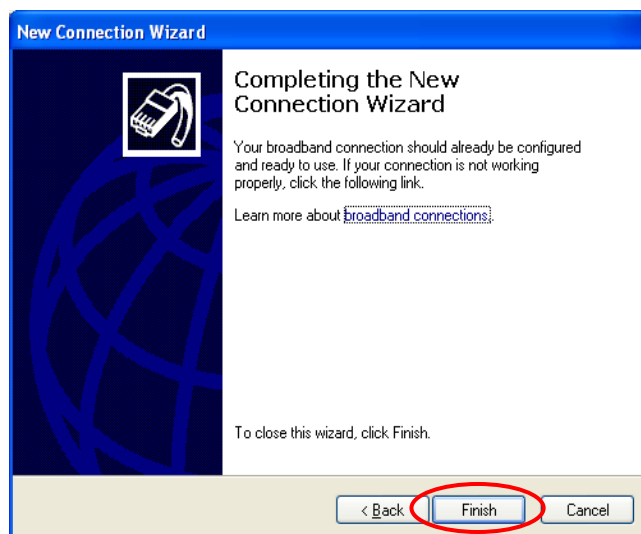 New Connection Wizard
Completing the New
Connection Wizard
Your broadband connection should already be configured
and ready to use. If your connection is not working
properly, click the following link.
Learn more about broadband connections.
To close this wizard, click Finish.
< Back
Finish
Cancel